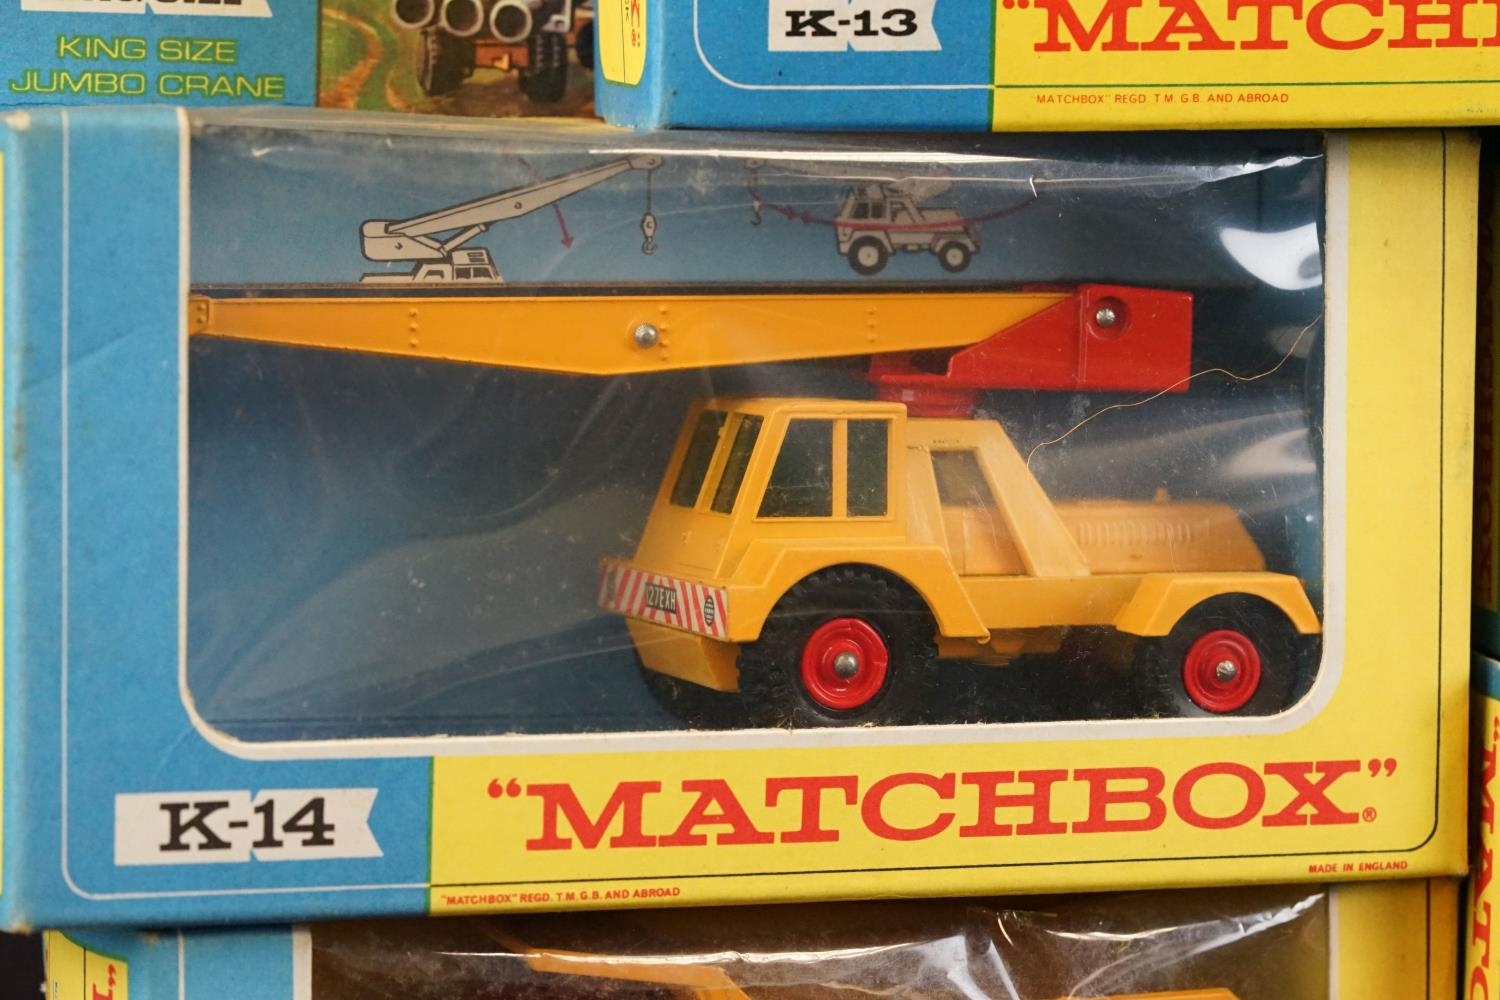 KING SIZE
JUMBO CRANE
K-13
"MATCH
MATCHBOX" REGD T M G.B. AND ABROAD
27EXH
K-14
"MATCHBOX"®
MADE IN ENGLAND
"MATCHBOX" REGD. T.M. G.B. AND ABROAD